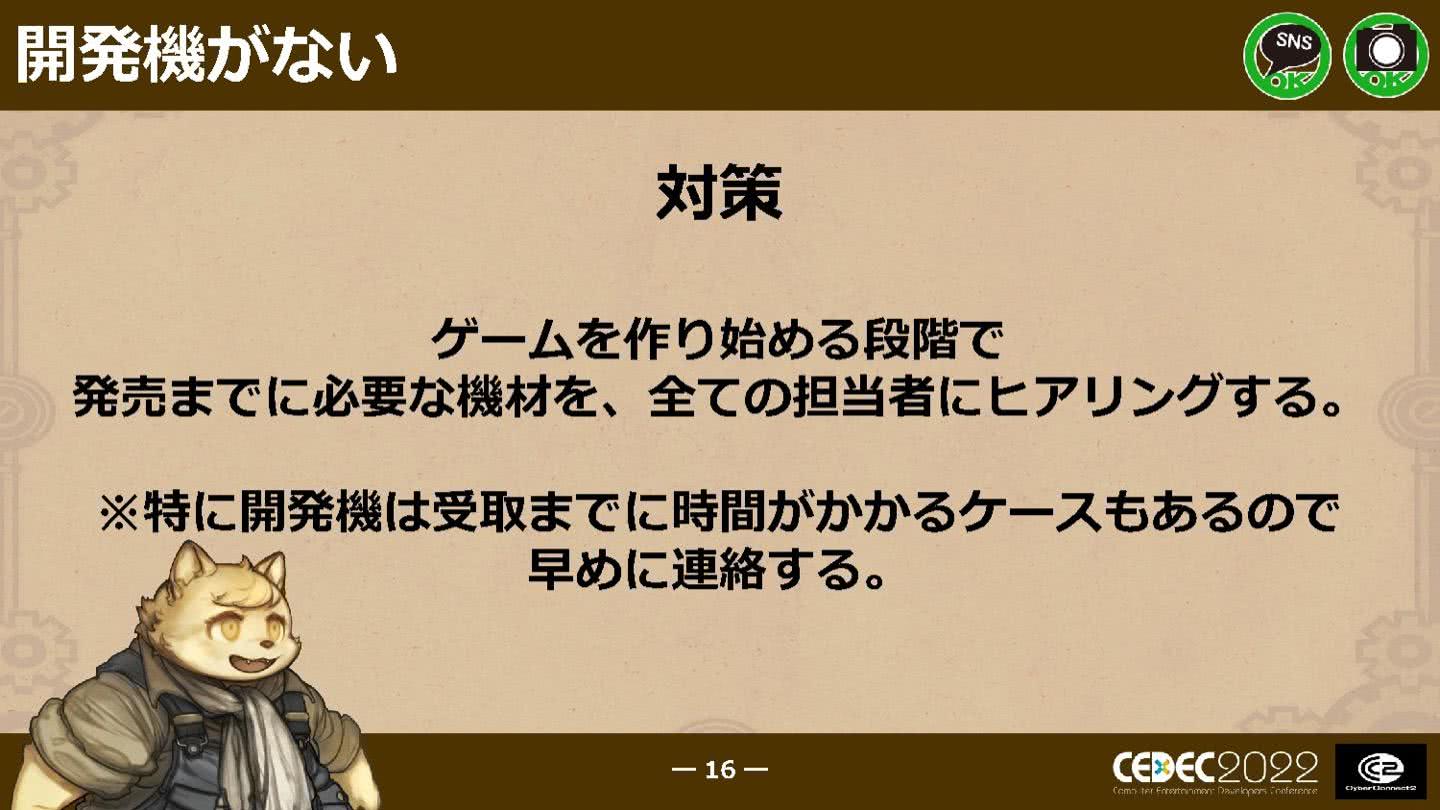 開発機がない
SNS
OK
OK
対策
ゲームを作り始める段階で
発売までに必要な機材を、全ての担当者にヒアリングする。
※特に開発機は受取までに時間がかかるケースもあるので
早めに連絡する。
― 16 ―
CEDEC2022
Computer Entertainment Developers Conference
C2
CyberConnect2